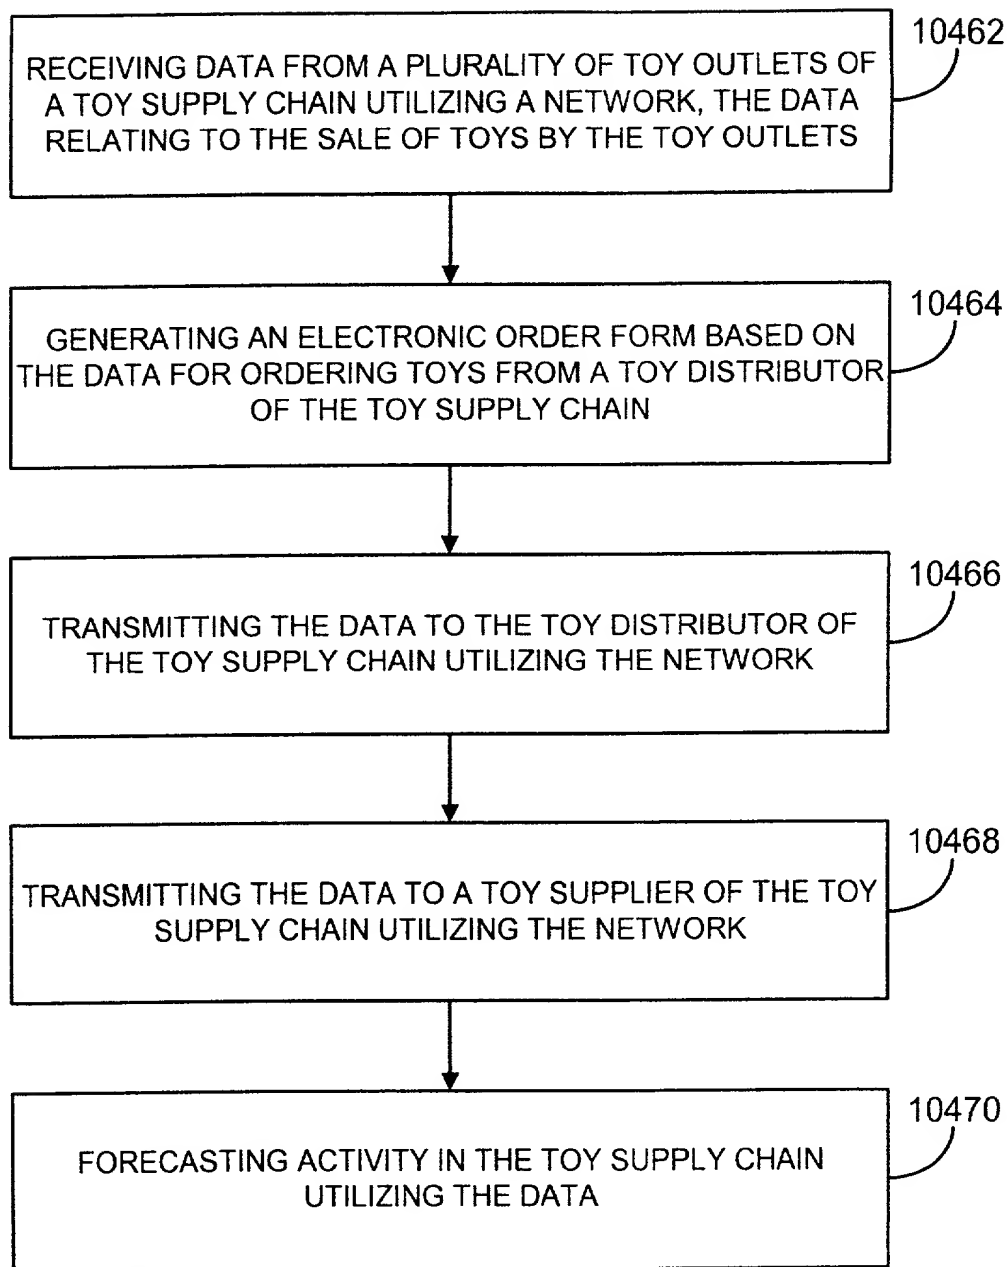 10462
RECEIVING DATA FROM A PLURALITY OF TOY OUTLETS OF
A TOY SUPPLY CHAIN UTILIZING A NETWORK, THE DATA
RELATING TO THE SALE OF TOYS BY THE TOY OUTLETS
10464
GENERATING AN ELECTRONIC ORDER FORM BASED ON
THE DATA FOR ORDERING TOYS FROM A TOY DISTRIBUTOR
OF THE TOY SUPPLY CHAIN
10466
TRANSMITTING THE DATA TO THE TOY DISTRIBUTOR OF
THE TOY SUPPLY CHAIN UTILIZING THE NETWORK
10468
TRANSMITTING THE DATA TO A TOY SUPPLIER OF THE TOY
SUPPLY CHAIN UTILIZING THE NETWORK
10470
FORECASTING ACTIVITY IN THE TOY SUPPLY CHAIN
UTILIZING THE DATA